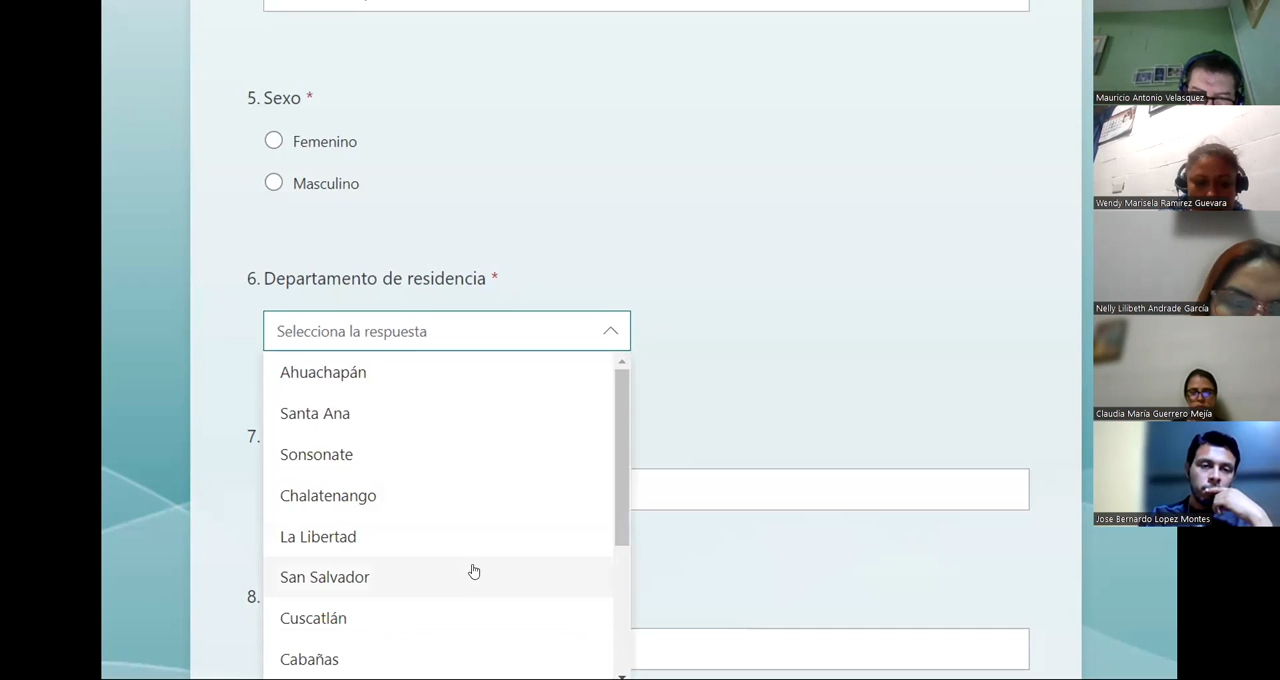 5. Sexo *
Femenino
Masculino
6. Departamento de residencia *
Selecciona la respuesta
Ahuachapán
Santa Ana
Sonsonate
Chalatenango
La Libertad
San Salvador
Cuscatlán
Cabañas
7.
8.
Mauricio Antonio Velasquez
Wendy Marisela Ramirez Guevara
Nelly Lilibeth Andrade García
Claudia María Guerrero Mejía
Jose Bernardo Lopez Montes